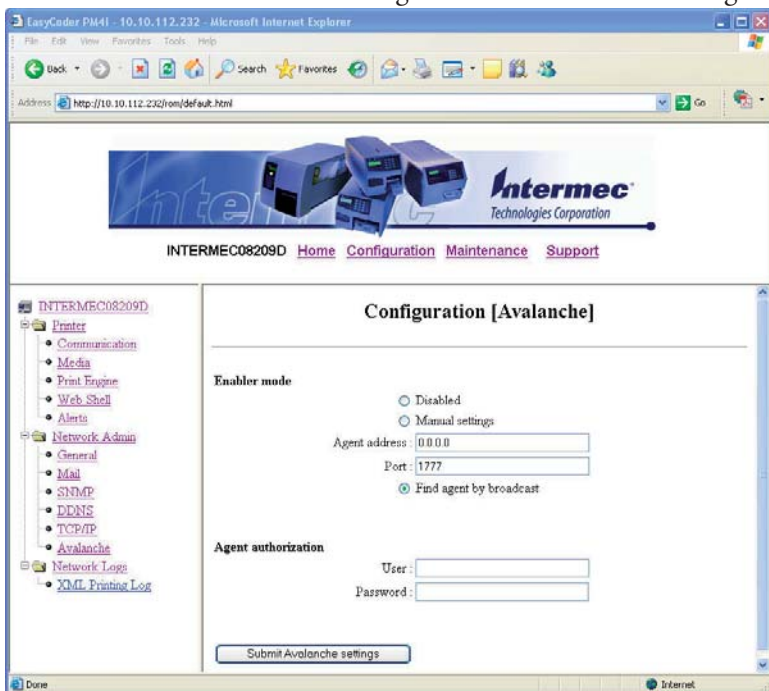 EasyCoder PM4I - 10.10.112.232 - Microsoft Internet Explorer
File Edit View Favorites Tools Help
Back Search Favorites
Address http://10.10.112.232/rom/default.html Go
Intermec
Intermec
Technologies Corporation
INTERMEC08209D Home Configuration Maintenance Support
INTERMEC08209D
Printer
Communication
Media
Print Engine
Web Shell
Alerts
Network Admin
General
Mail
SNMP
DDNS
TCP/IP
Avalanche
Network Logs
XML Printing Log
Configuration [Avalanche]
Enabler mode
Disabled
Manual settings
Agent address : 0.0.0.0
Port : 1777
Find agent by broadcast
Agent authorization
User :
Password :
Submit Avalanche settings
Done Internet